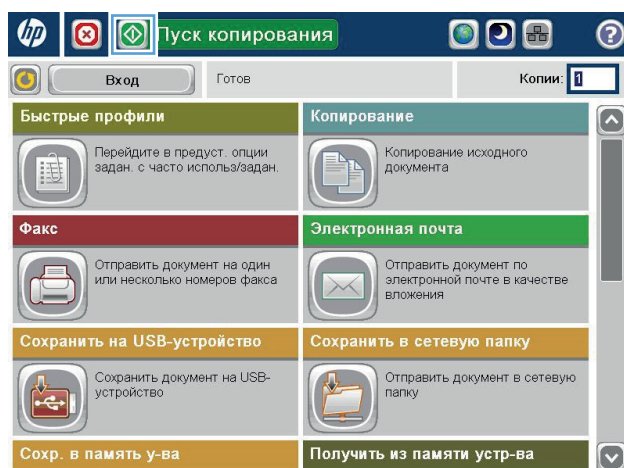 hp Пуск копирования ?
Вход Готов Копии: 1
Быстрые профили
Перейдите в предуст. опции
задан. с часто использ/задан.
Копирование
Копирование исходного
документа
Факс
Отправить документ на один
или несколько номеров факса
Электронная почта
Отправить документ по
электронной почте в качестве
вложения
Сохранить на USB-устройство
Сохранить документ на USB-
устройство
Сохранить в сетевую папку
Отправить документ в сетевую
папку
Сохр. в память у-ва
Получить из памяти устр-ва